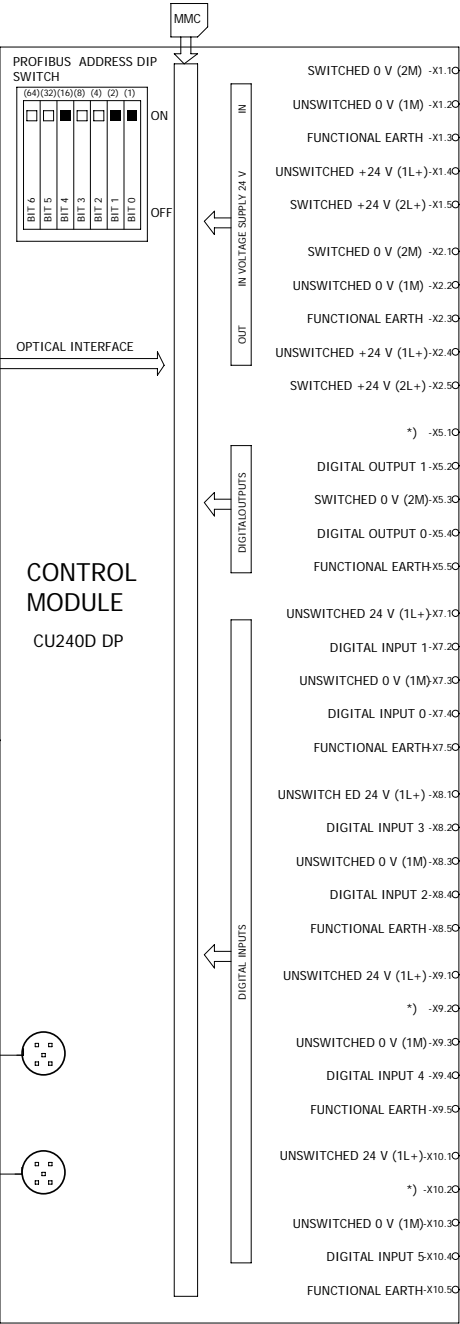 MMC
PROFIBUS ADDRESS DIP
SWITCH
(64)(32)(16)(8) (4) (2) (1)
ON
BIT 6
BIT 5
BIT 4
BIT 3
BIT 2
BIT 1
BIT 0
OFF
OPTICAL INTERFACE
CONTROL
MODULE
CU240D DP
IN
IN VOLTAGE SUPPLY 24 V
OUT
DIGITALOUTPUTS
DIGITAL INPUTS
SWITCHED 0 V (2M) -X1.1
UNSWITCHED 0 V (1M) -X1.2
FUNCTIONAL EARTH -X1.3
UNSWITCHED +24 V (1L+) -X1.4
SWITCHED +24 V (2L+) -X1.5
SWITCHED 0 V (2M) -X2.1
UNSWITCHED 0 V (1M) -X2.2
FUNCTIONAL EARTH -X2.3
UNSWITCHED +24 V (1L+) -X2.4
SWITCHED +24 V (2L+) -X2.5
*) -X5.1
DIGITAL OUTPUT 1-X5.2
SWITCHED 0 V (2M)-X5.3
DIGITAL OUTPUT 0-X5.4
FUNCTIONAL EARTH-X5.5
UNSWITCHED 24 V (1L+)-X7.1
DIGITAL INPUT 1-X7.2
UNSWITCHED 0 V (1M)-X7.3
DIGITAL INPUT 0-X7.4
FUNCTIONAL EARTH-X7.5
UNSWITCH ED 24 V (1L+) -X8.1
DIGITAL INPUT 3 -X8.2
UNSWITCHED 0 V (1M)-X8.3
DIGITAL INPUT 2-X8.4
FUNCTIONAL EARTH -X8.5
UNSWITCHED 24 V (1L+)-X9.1
*) -X9.2
UNSWITCHED 0 V (1M)-X9.3
DIGITAL INPUT 4 -X9.4
FUNCTIONAL EARTH -X9.5
UNSWITCHED 24 V (1L+)-X10.1
*) -X10.2
UNSWITCHED 0 V (1M)-X10.3
DIGITAL INPUT 5-X10.4
FUNCTIONAL EARTH-X10.5